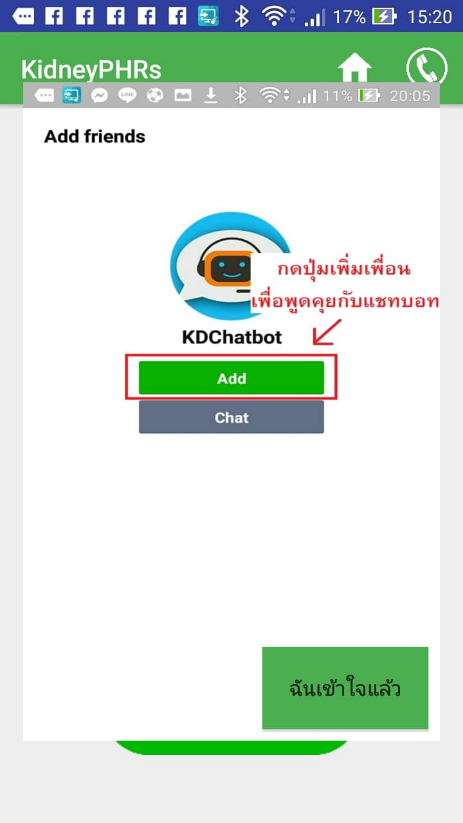 17% 15:20
KidneyPHRs
11% 20:05
Add friends
กดปุ่มเพิ่มเพื่อน
เพื่อพูดคุยกับแชทบอท
KDChatbot
Add
Chat
ฉันเข้าใจแล้ว